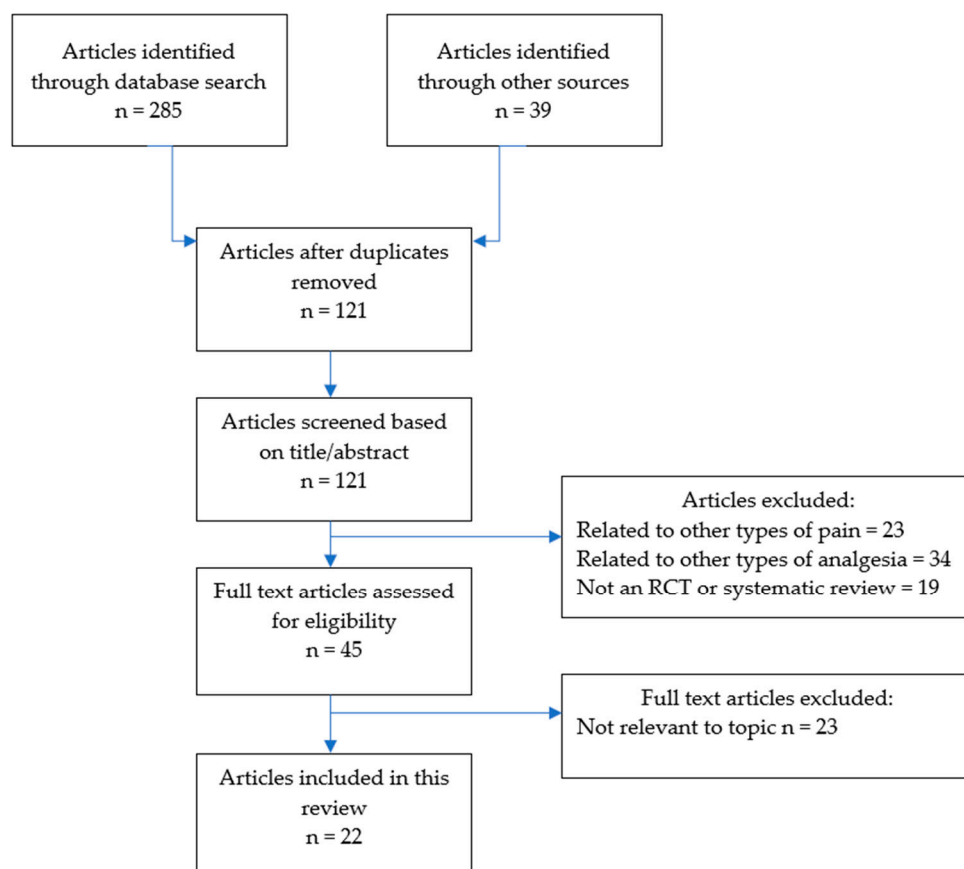 Articles identified
through database search
n = 285
Articles identified
through other sources
n = 39
Articles after duplicates
removed
n = 121
Articles screened based
on title/abstract
n = 121
Articles excluded:
Related to other types of pain = 23
Related to other types of analgesia = 34
Not an RCT or systematic review = 19
Full text articles assessed
for eligibility
n = 45
Full text articles excluded:
Not relevant to topic n = 23
Articles included in this
review
n = 22